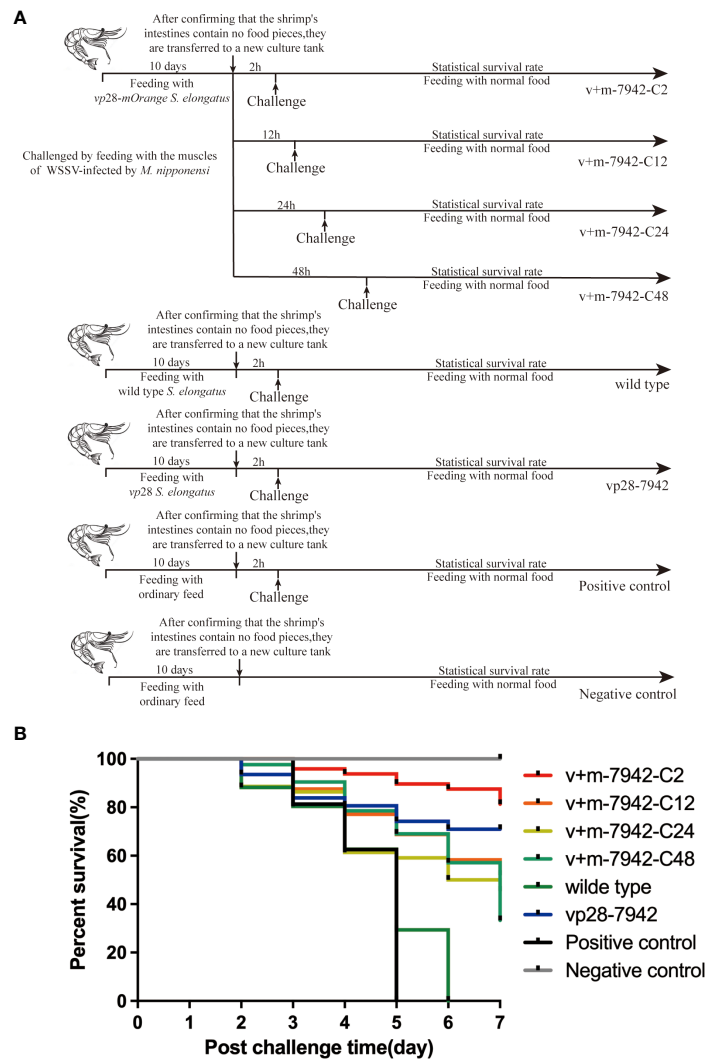 A
After confirming that the shrimp's
intestines contain no food pieces,they
are transferred to a new culture tank
10 days
2h
Statistical survival rate
Feeding with
vp28-mOrange S. elongatus
Challenge
Feeding with normal food
v+m-7942-C2
12h
Statistical survival rate
Challenged by feeding with the muscles
of WSSV-infected by M. nipponensi
Challenge
Feeding with normal food
v+m-7942-C12
24h
Statistical survival rate
Feeding with normal food
Challenge
v+m-7942-C24
48h
Statistical survival rate
Feeding with normal food
Challenge
v+m-7942-C48
After confirming that the shrimp's
intestines contain no food pieces,they
are transferred to a new culture tank
10 days
2h
Statistical survival rate
Feeding with
wild type S. elongatus
Challenge
Feeding with normal food
wild type
After confirming that the shrimp's
intestines contain no food pieces,they
are transferred to a new culture tank
10 days
2h
Statistical survival rate
Feeding with
vp28 S. elongatus
Challenge
Feeding with normal food
vp28-7942
After confirming that the shrimp's
intestines contain no food pieces,they
are transferred to a new culture tank
10 days
2h
Statistical survival rate
Feeding with
ordinary feed
Challenge
Feeding with normal food
Positive control
After confirming that the shrimp's
intestines contain no food pieces,they
are transferred to a new culture tank
10 days
Statistical survival rate
Feeding with
ordinary feed
Feeding with normal food
Negative control
B
Percent survival(%)
100
80
60
40
20
0
0 1 2 3 4 5 6 7
Post challenge time(day)
v+m-7942-C2
v+m-7942-C12
v+m-7942-C24
v+m-7942-C48
wilde type
vp28-7942
Positive control
Negative control